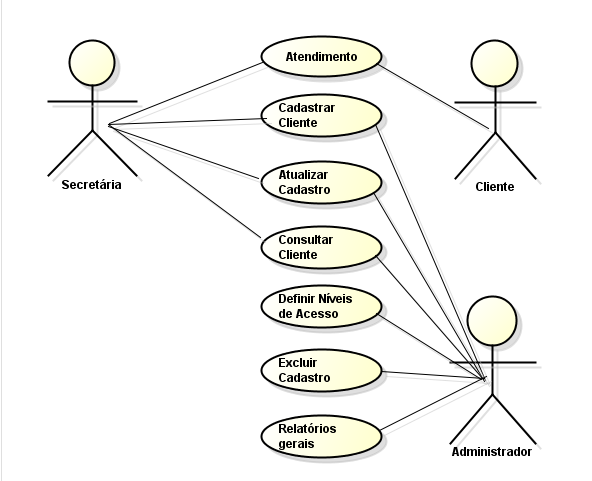 Atendimento
Cadastrar
Cliente
Atualizar
Cadastro
Secretária
Cliente
Consultar
Cliente
Definir Níveis
de Acesso
Excluir
Cadastro
Relatórios
gerais
Administrador